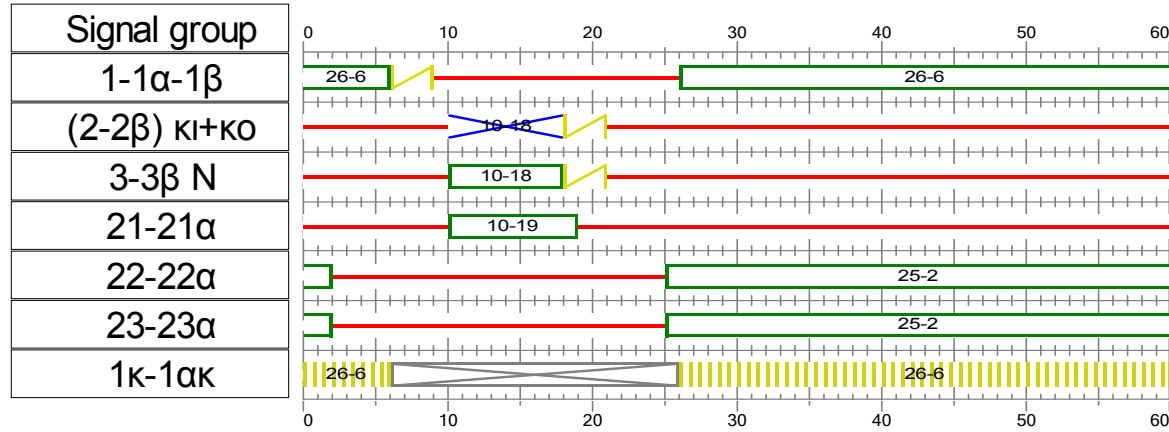 Signal group
0 10 20 30 40 50 60
1-1α-1β 26-6 26-6
(2-2β) κι+κο 10-18
3-3β N 10-18
21-21α 10-19
22-22α 25-2
23-23α 25-2
1κ-1ακ 26-6 26-6
0 10 20 30 40 50 60